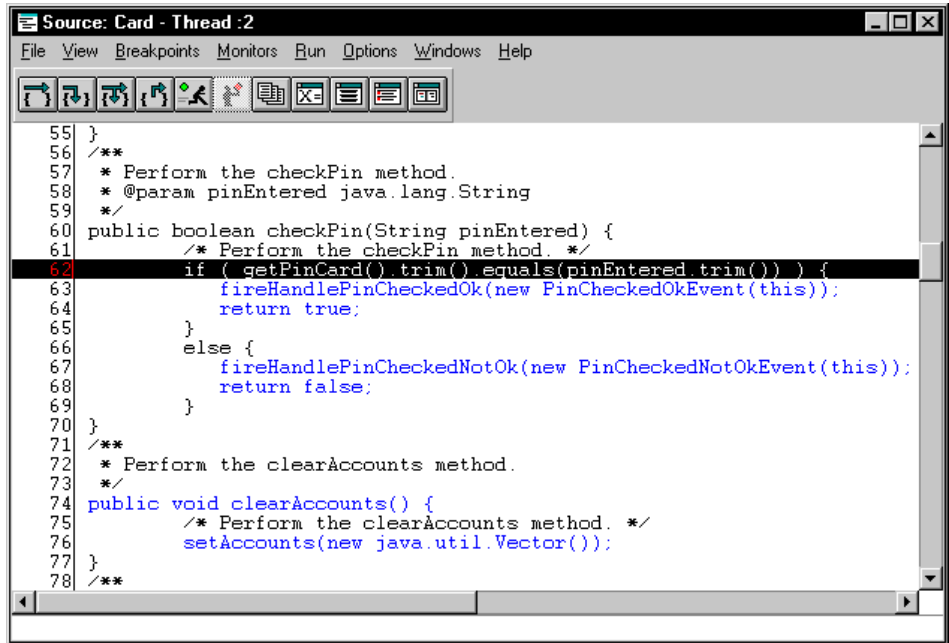 Source: Card - Thread :2
File View Breakpoints Monitors Run Options Windows Help
55 }
56 /**
57 * Perform the checkPin method.
58 * @param pinEntered java.lang.String
59 */
60 public boolean checkPin(String pinEntered) {
61 /* Perform the checkPin method. */
62 if ( getPinCard().trim().equals(pinEntered.trim()) ) {
63 fireHandlePinCheckedOk(new PinCheckedOkEvent(this));
64 return true;
65 }
66 else {
67 fireHandlePinCheckedNotOk(new PinCheckedNotOkEvent(this));
68 return false;
69 }
70 }
71 /**
72 * Perform the clearAccounts method.
73 */
74 public void clearAccounts() {
75 /* Perform the clearAccounts method. */
76 setAccounts(new java.util.Vector());
77 }
78 /**